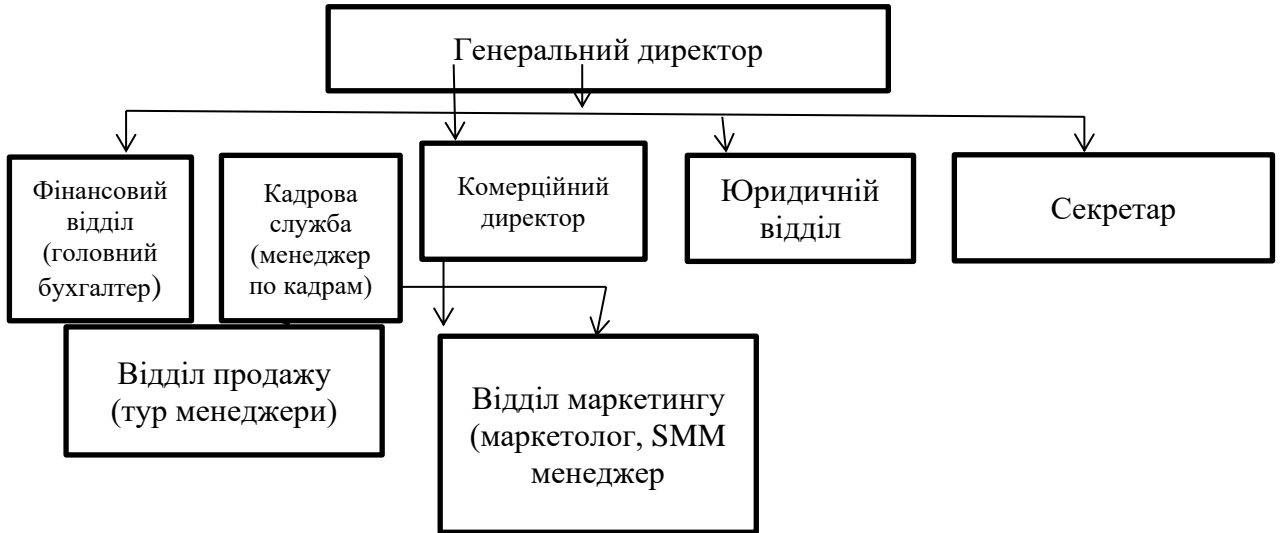 Генеральний директор
Фінансовий
відділ
(головний
бухгалтер)
Кадрова
служба
(менеджер
по кадрам)
Комерційний
директор
Юридичній
відділ
Секретар
Відділ продажу
(тур менеджери)
Відділ маркетингу
(маркетолог, SMM
менеджер